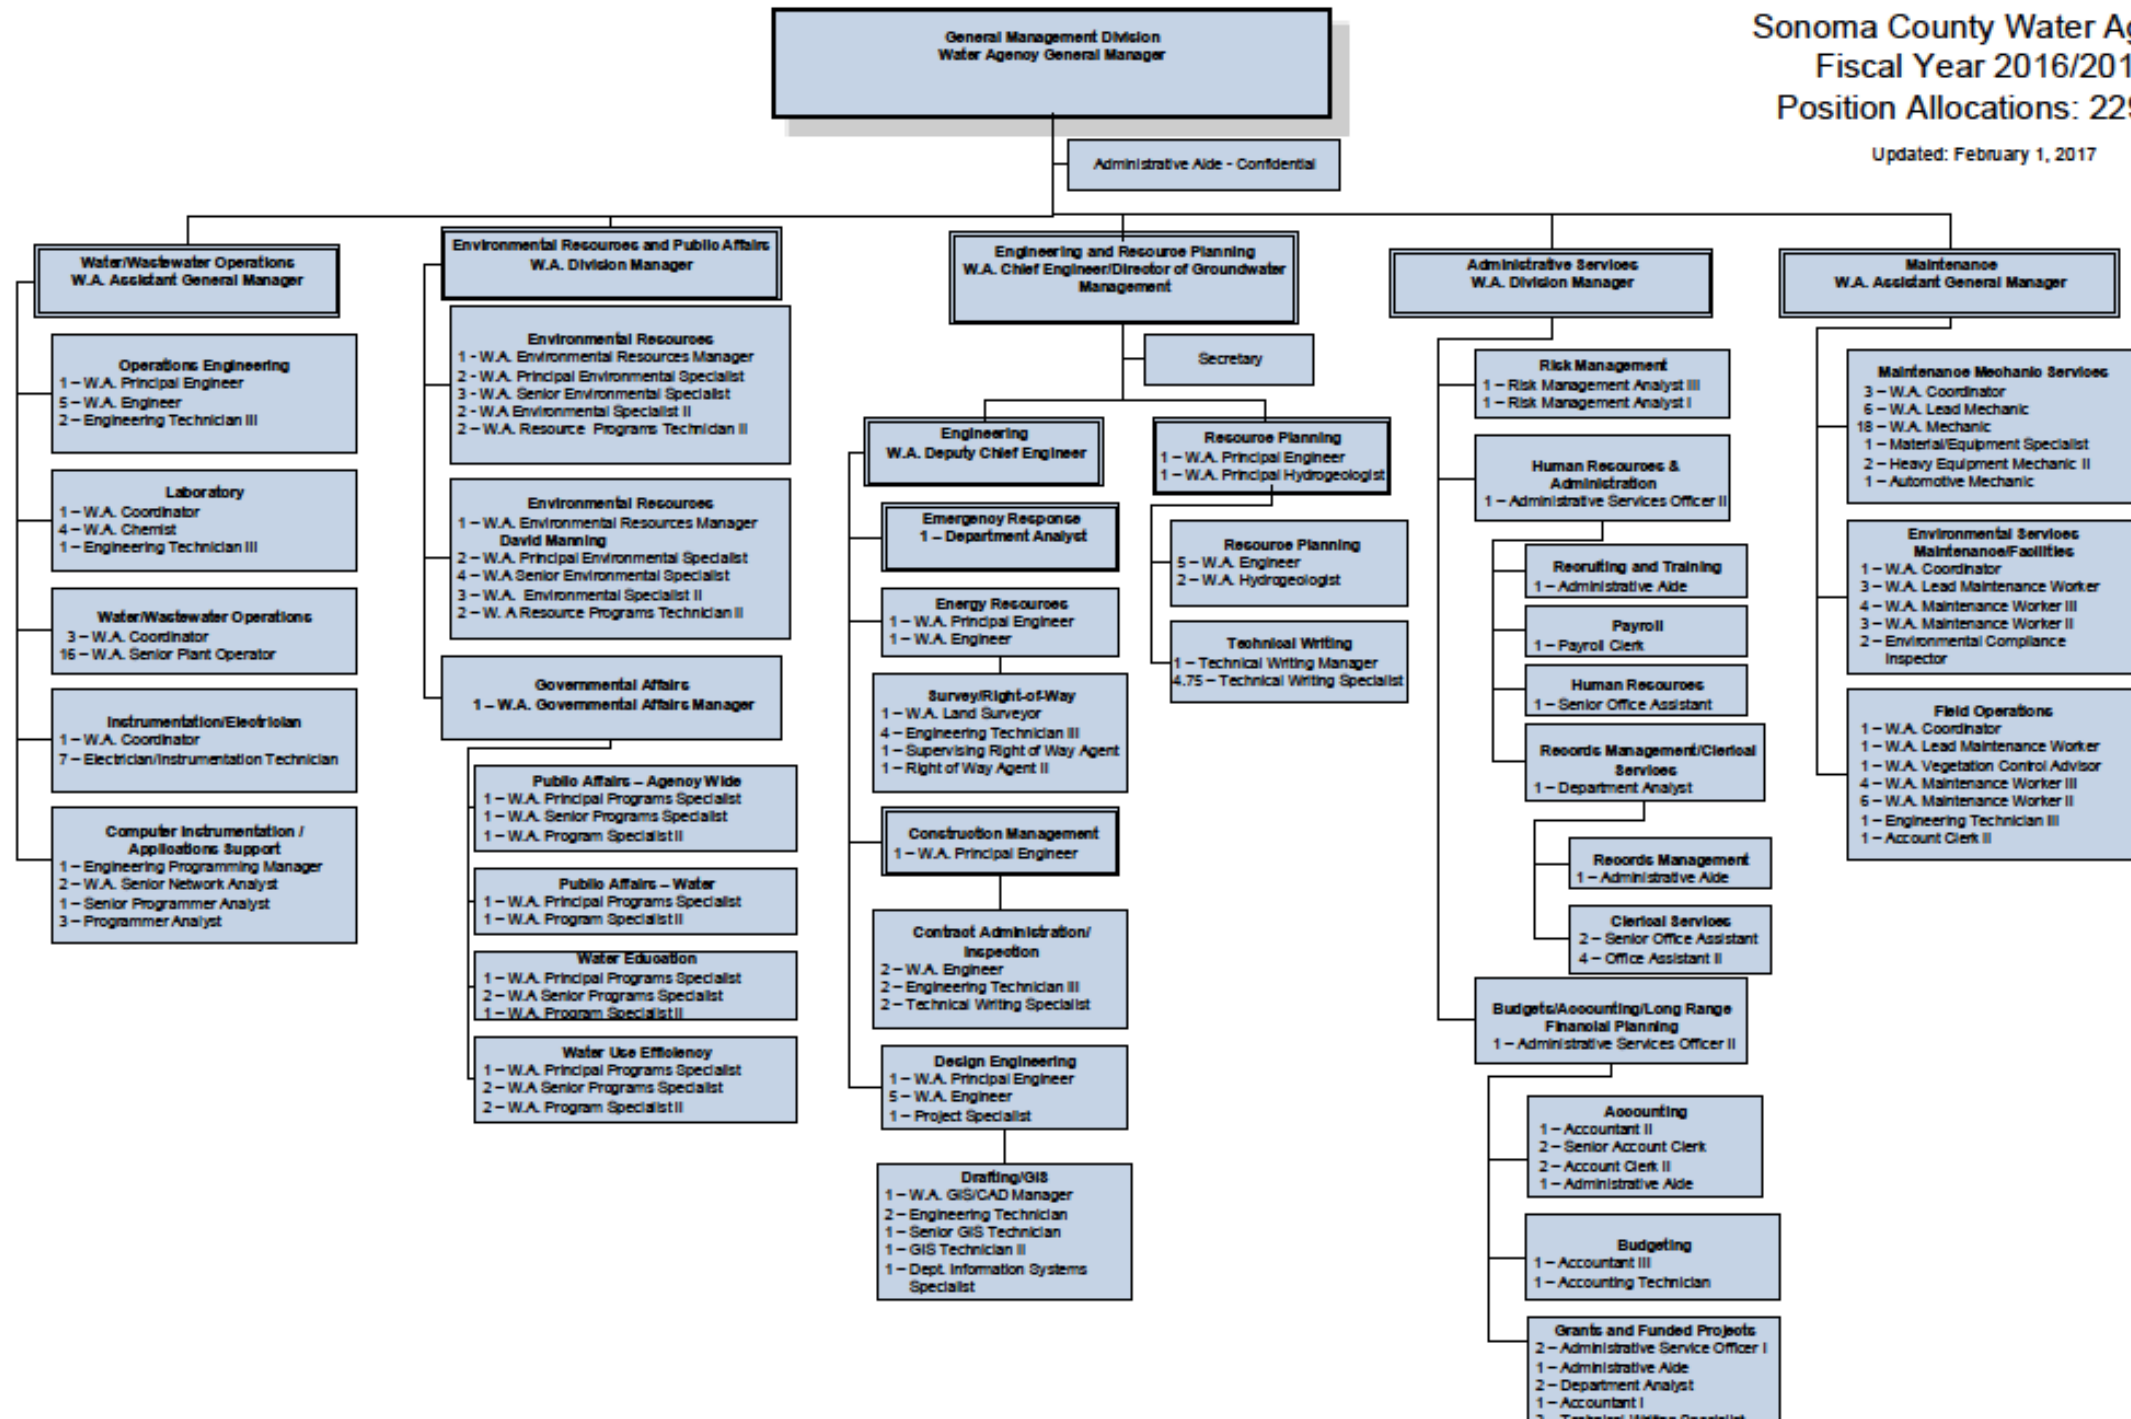 General Management Division
Water Agency General Manager
Sonoma County Water
Fiscal Year
Position Allocations:
Updated: February 1, 2017
Administrative Aide - Confidential
Water/Wastewater Operations
W.A. Assistant General Manager
Operations Engineering
1 – W.A. Principal Engineer
5 – W.A. Engineer
2 – Engineering Technician III
Laboratory
1 – W.A. Coordinator
4 – W.A. Chemist
1 – Engineering Technician III
Water/Wastewater Operations
3 – W.A. Coordinator
16 – W.A. Senior Plant Operator
Instrumentation/Electrician
1 – W.A. Coordinator
7 – Electrician/Instrumentation Technician
Computer Instrumentation /
Applications Support
1 – Engineering Programming Manager
2 – W.A. Senior Network Analyst
1 – Senior Programmer Analyst
3 – Programmer Analyst
Environmental Resources and Public Affairs
W.A. Division Manager
Environmental Resources
1 - W.A. Environmental Resources Manager
2 - W.A. Principal Environmental Specialist
3 - W.A. Senior Environmental Specialist
2 - W.A Environmental Specialist II
2 – W.A. Resource Programs Technician II
Environmental Resources
1 – W.A. Environmental Resources Manager
David Manning
2 – W.A. Principal Environmental Specialist
4 – W.A Senior Environmental Specialist
3 – W.A. Environmental Specialist II
2 – W. A Resource Programs Technician II
Governmental Affairs
1 – W.A. Governmental Affairs Manager
Public Affairs – Agency Wide
1 – W.A. Principal Programs Specialist
1 – W.A. Senior Programs Specialist
1 – W.A. Program Specialist II
Public Affairs – Water
1 – W.A. Principal Programs Specialist
1 – W.A. Program Specialist II
Water Education
1 – W.A. Principal Programs Specialist
2 – W.A Senior Programs Specialist
1 – W.A. Program Specialist II
Water Use Efficiency
1 – W.A. Principal Programs Specialist
2 – W.A Senior Programs Specialist
2 – W.A. Program Specialist II
Engineering and Resource Planning
W.A. Chief Engineer/Director of Groundwater
Management
Secretary
Engineering
W.A. Deputy Chief Engineer
Emergency Response
1 – Department Analyst
Energy Resources
1 – W.A. Principal Engineer
1 – W.A. Engineer
Survey/Right-of-Way
1 – W.A. Land Surveyor
4 – Engineering Technician III
1 – Supervising Right of Way Agent
1 – Right of Way Agent II
Construction Management
1 – W.A. Principal Engineer
Contract Administration/
Inspection
2 – W.A. Engineer
2 – Engineering Technician III
2 – Technical Writing Specialist
Design Engineering
1 – W.A. Principal Engineer
5 – W.A. Engineer
1 – Project Specialist
Drafting/GIS
1 – W.A. GIS/CAD Manager
2 – Engineering Technician
1 – Senior GIS Technician
1 – GIS Technician II
1 – Dept. Information Systems
Specialist
Resource Planning
1 – W.A. Principal Engineer
1 – W.A. Principal Hydrogeologist
Resource Planning
5 – W.A. Engineer
2 – W.A. Hydrogeologist
Technical Writing
1 – Technical Writing Manager
4.75 – Technical Writing Specialist
Administrative Services
W.A. Division Manager
Risk Management
1 – Risk Management Analyst III
1 – Risk Management Analyst I
Human Resources &
Administration
1 – Administrative Services Officer II
Recruiting and Training
1 – Administrative Aide
Payroll
1 – Payroll Clerk
Human Resources
1 – Senior Office Assistant
Records Management/Clerical
Services
1 – Department Analyst
Records Management
1 – Administrative Aide
Clerical Services
2 – Senior Office Assistant
4 – Office Assistant II
Budgets/Accounting/Long Range
Financial Planning
1 – Administrative Services Officer II
Accounting
1 – Accountant II
2 – Senior Account Clerk
2 – Account Clerk II
1 – Administrative Aide
Budgeting
1 – Accountant III
1 – Accounting Technician
Grants and Funded Projects
2 – Administrative Service Officer I
1 – Administrative Aide
2 – Department Analyst
1 – Accountant I
Maintenance
W.A. Assistant General Manager
Maintenance Mechanic Services
3 – W.A. Coordinator
6 – W.A. Lead Mechanic
18 – W.A. Mechanic
1 – Material/Equipment Specialist
2 – Heavy Equipment Mechanic II
1 – Automotive Mechanic
Environmental Services
Maintenance/Facilities
1 – W.A. Coordinator
3 – W.A. Lead Maintenance Worker
4 – W.A. Maintenance Worker III
3 – W.A. Maintenance Worker II
2 – Environmental Compliance
Inspector
Field Operations
1 – W.A. Coordinator
1 – W.A. Lead Maintenance Worker
1 – W.A. Vegetation Control Advisor
4 – W.A. Maintenance Worker III
6 – W.A. Maintenance Worker II
1 – Engineering Technician III
1 – Account Clerk II